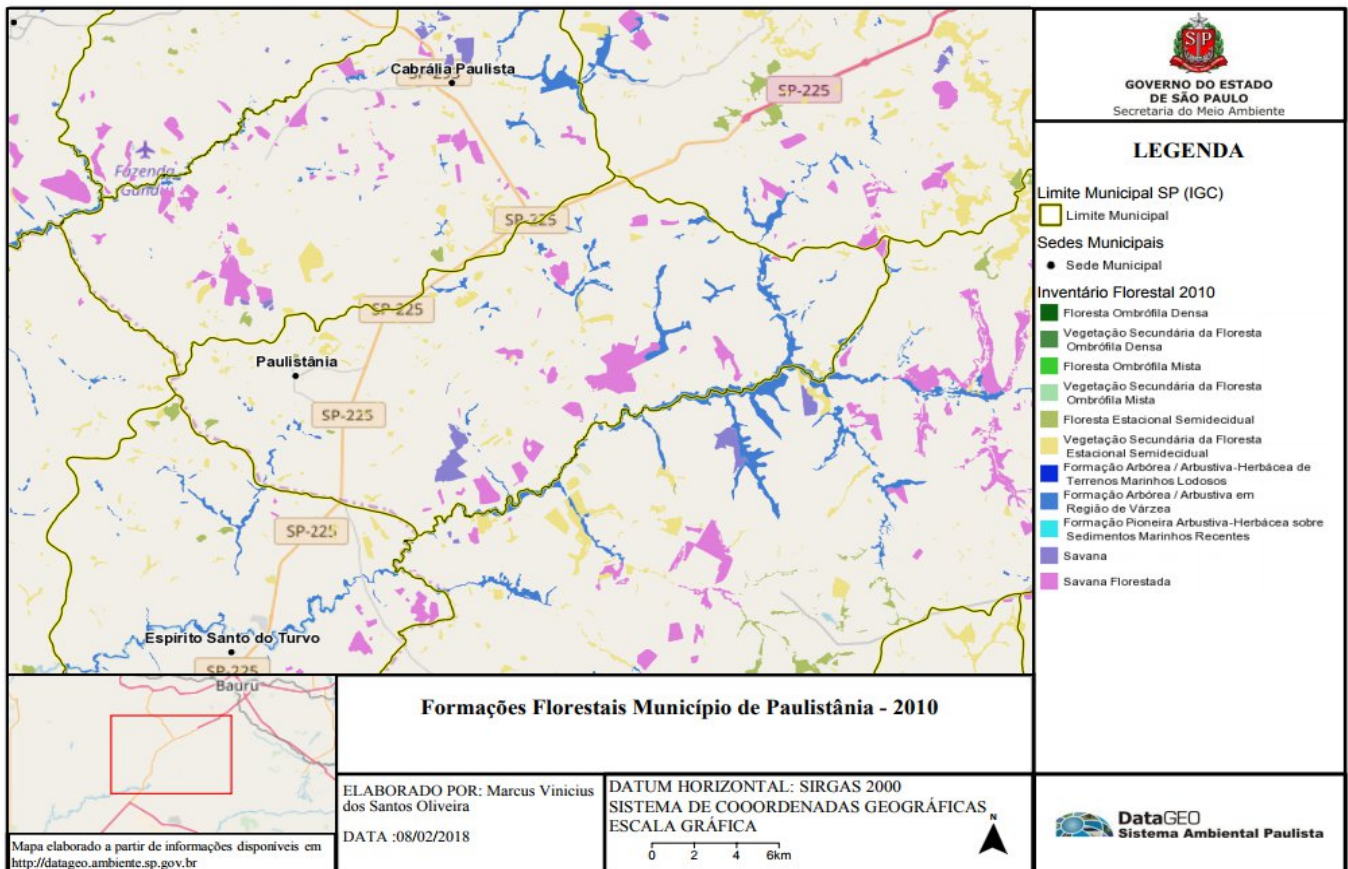 Cabrália Paulista
SP-225
Fazenda
SP-225
SP-225
Paulistânia
SP-225
SP-225
Espírito Santo do Turvo
SP-225
GOVERNO DO ESTADO
DE SÃO PAULO
Secretaria do Meio Ambiente
LEGENDA
Limite Municipal SP (IGC)
Limite Municipal
Sedes Municipais
Sede Municipal
Inventário Florestal 2010
Floresta Ombrófila Densa
Vegetação Secundária da Floresta
Ombrófila Densa
Floresta Ombrófila Mista
Vegetação Secundária da Floresta
Ombrófila Mista
Floresta Estacional Semidecidual
Vegetação Secundária da Floresta
Estacional Semidecidual
Formação Arbórea / Arbustiva-Herbácea de
Terrenos Marinhos Lodosos
Formação Arbórea / Arbustiva em
Região de Várzea
Formação Pioneira Arbustiva-Herbácea sobre
Sedimentos Marinhos Recentes
Savana
Savana Florestada
Bauru
Mapa elaborado a partir de informações disponíveis em
http://datageo.ambiente.sp.gov.br
Formações Florestais Município de Paulistânia - 2010
ELABORADO POR: Marcus Vinicius
dos Santos Oliveira
DATA :08/02/2018
DATUM HORIZONTAL: SIRGAS 2000
SISTEMA DE COOORDENADAS GEOGRÁFICAS
ESCALA GRÁFICA
0 2 4 6km
N
DataGEO
Sistema Ambiental Paulista